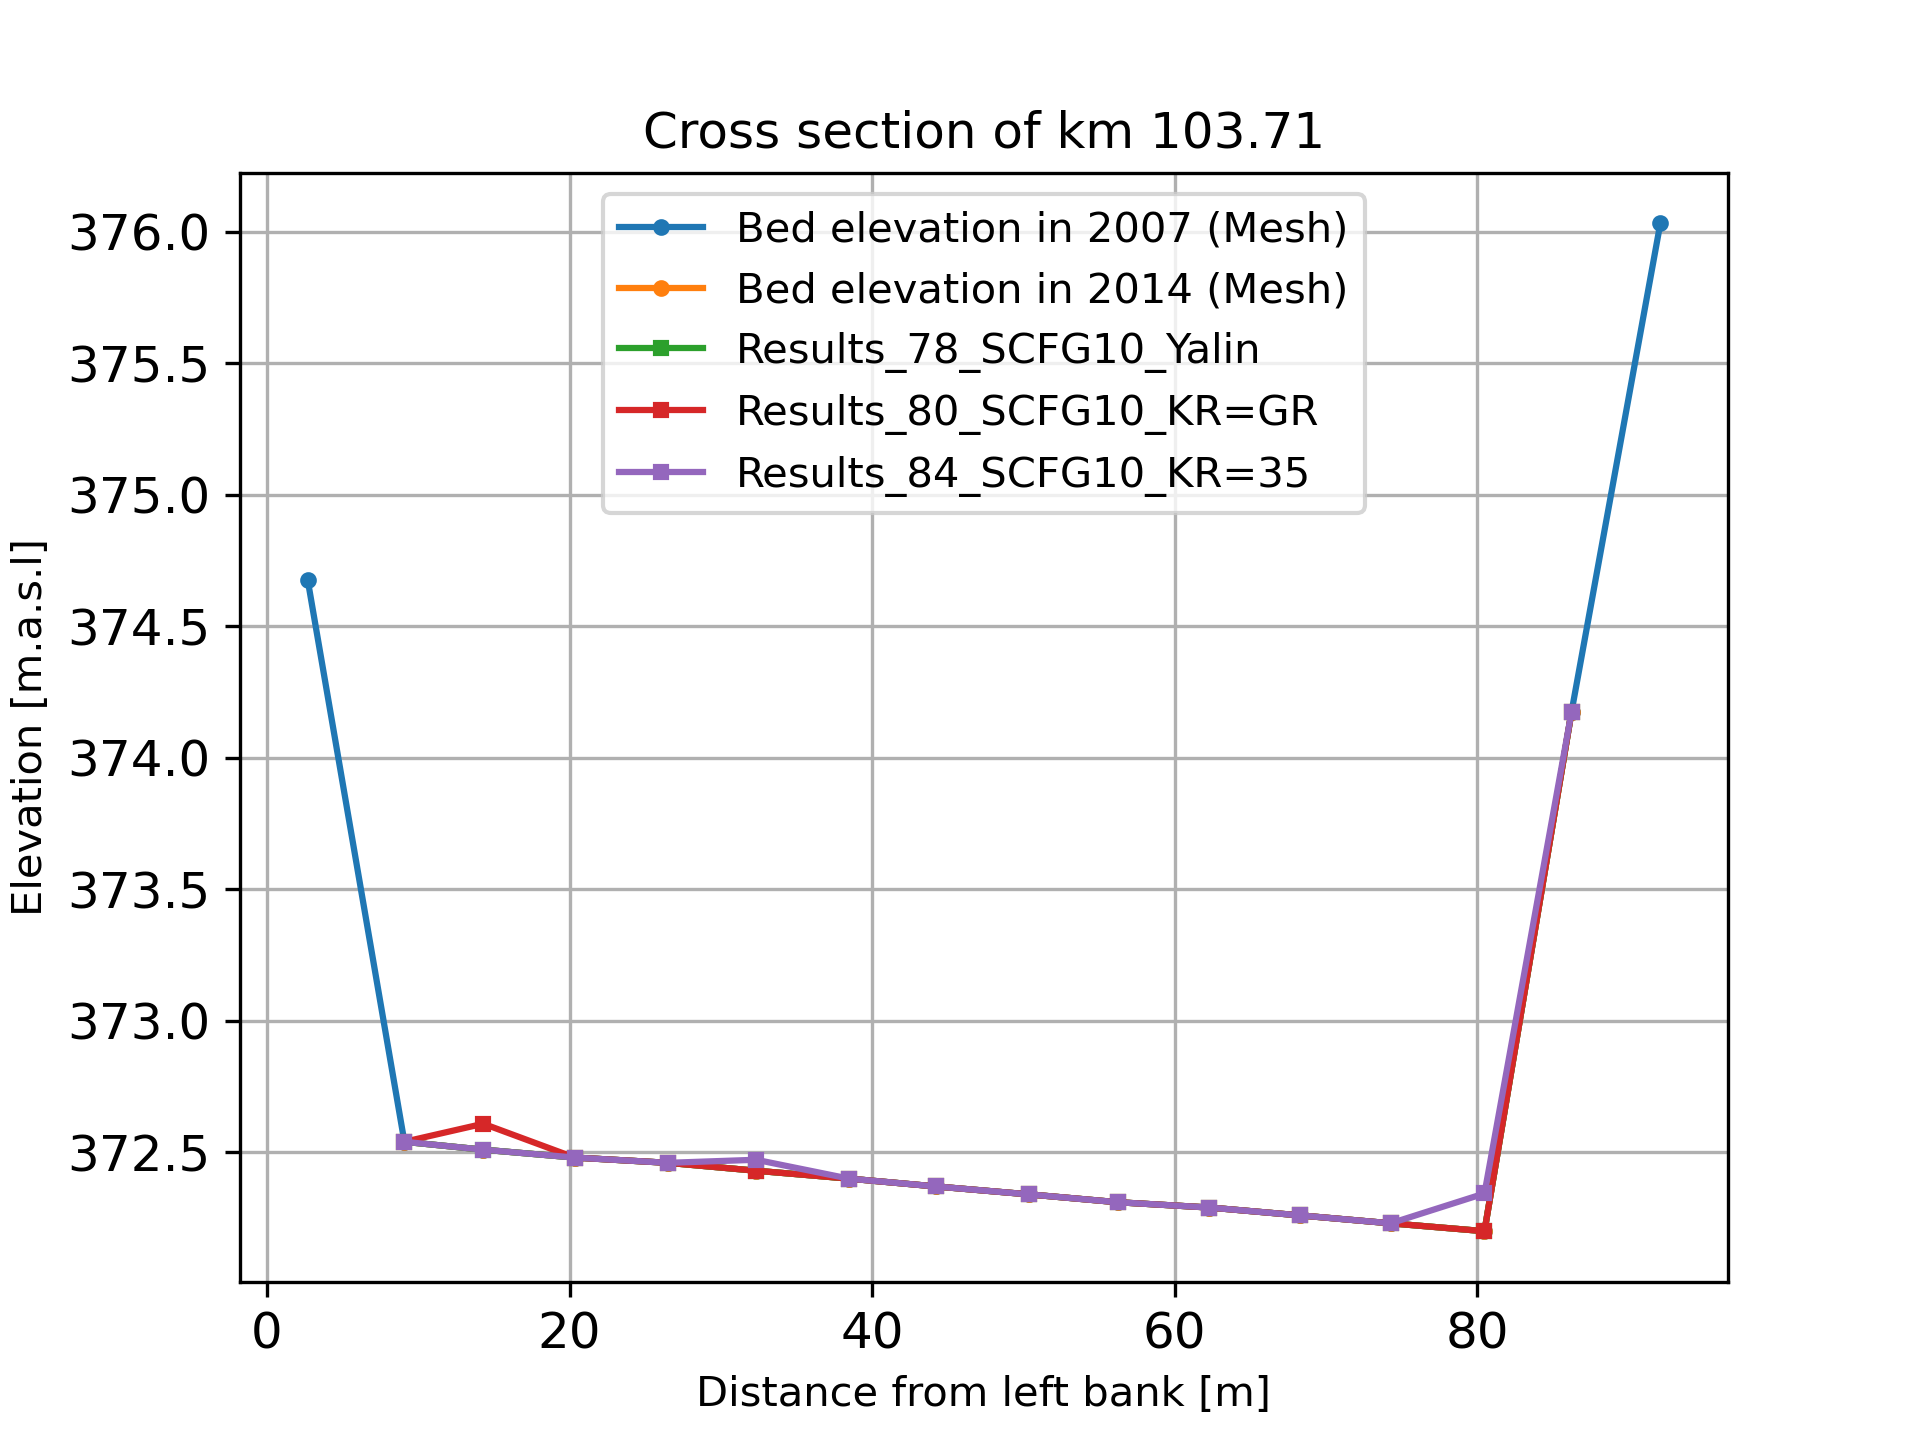 Cross section of km 103.71
Bed elevation in 2007 (Mesh)
Bed elevation in 2014 (Mesh)
Results_78_SCFG10_Yalin
Results_80_SCFG10_KR=GR
Results_84_SCFG10_KR=35
376.0
375.5
375.0
374.5
374.0
373.5
373.0
372.5
Elevation [m.a.s.l]
0 20 40 60 80
Distance from left bank [m]